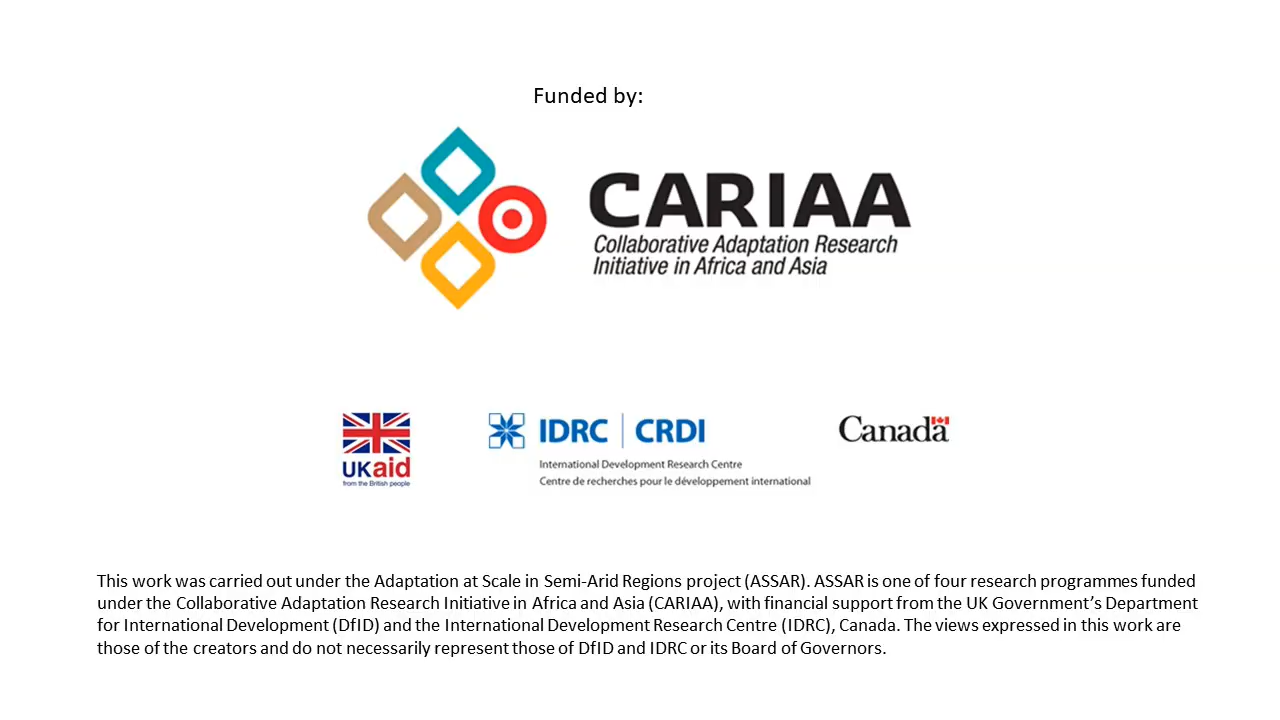 Funded by:
CARIAA
Collaborative Adaptation Research
Initiative in Africa and Asia
UKaid
from the British people
IDRC | CRDI
International Development Research Centre
Centre de recherches pour le développement international
Canada
This work was carried out under the Adaptation at Scale in Semi-Arid Regions project (ASSAR). ASSAR is one of four research programmes funded
under the Collaborative Adaptation Research Initiative in Africa and Asia (CARIAA), with financial support from the UK Government’s Department
for International Development (DfID) and the International Development Research Centre (IDRC), Canada. The views expressed in this work are
those of the creators and do not necessarily represent those of DfID and IDRC or its Board of Governors.